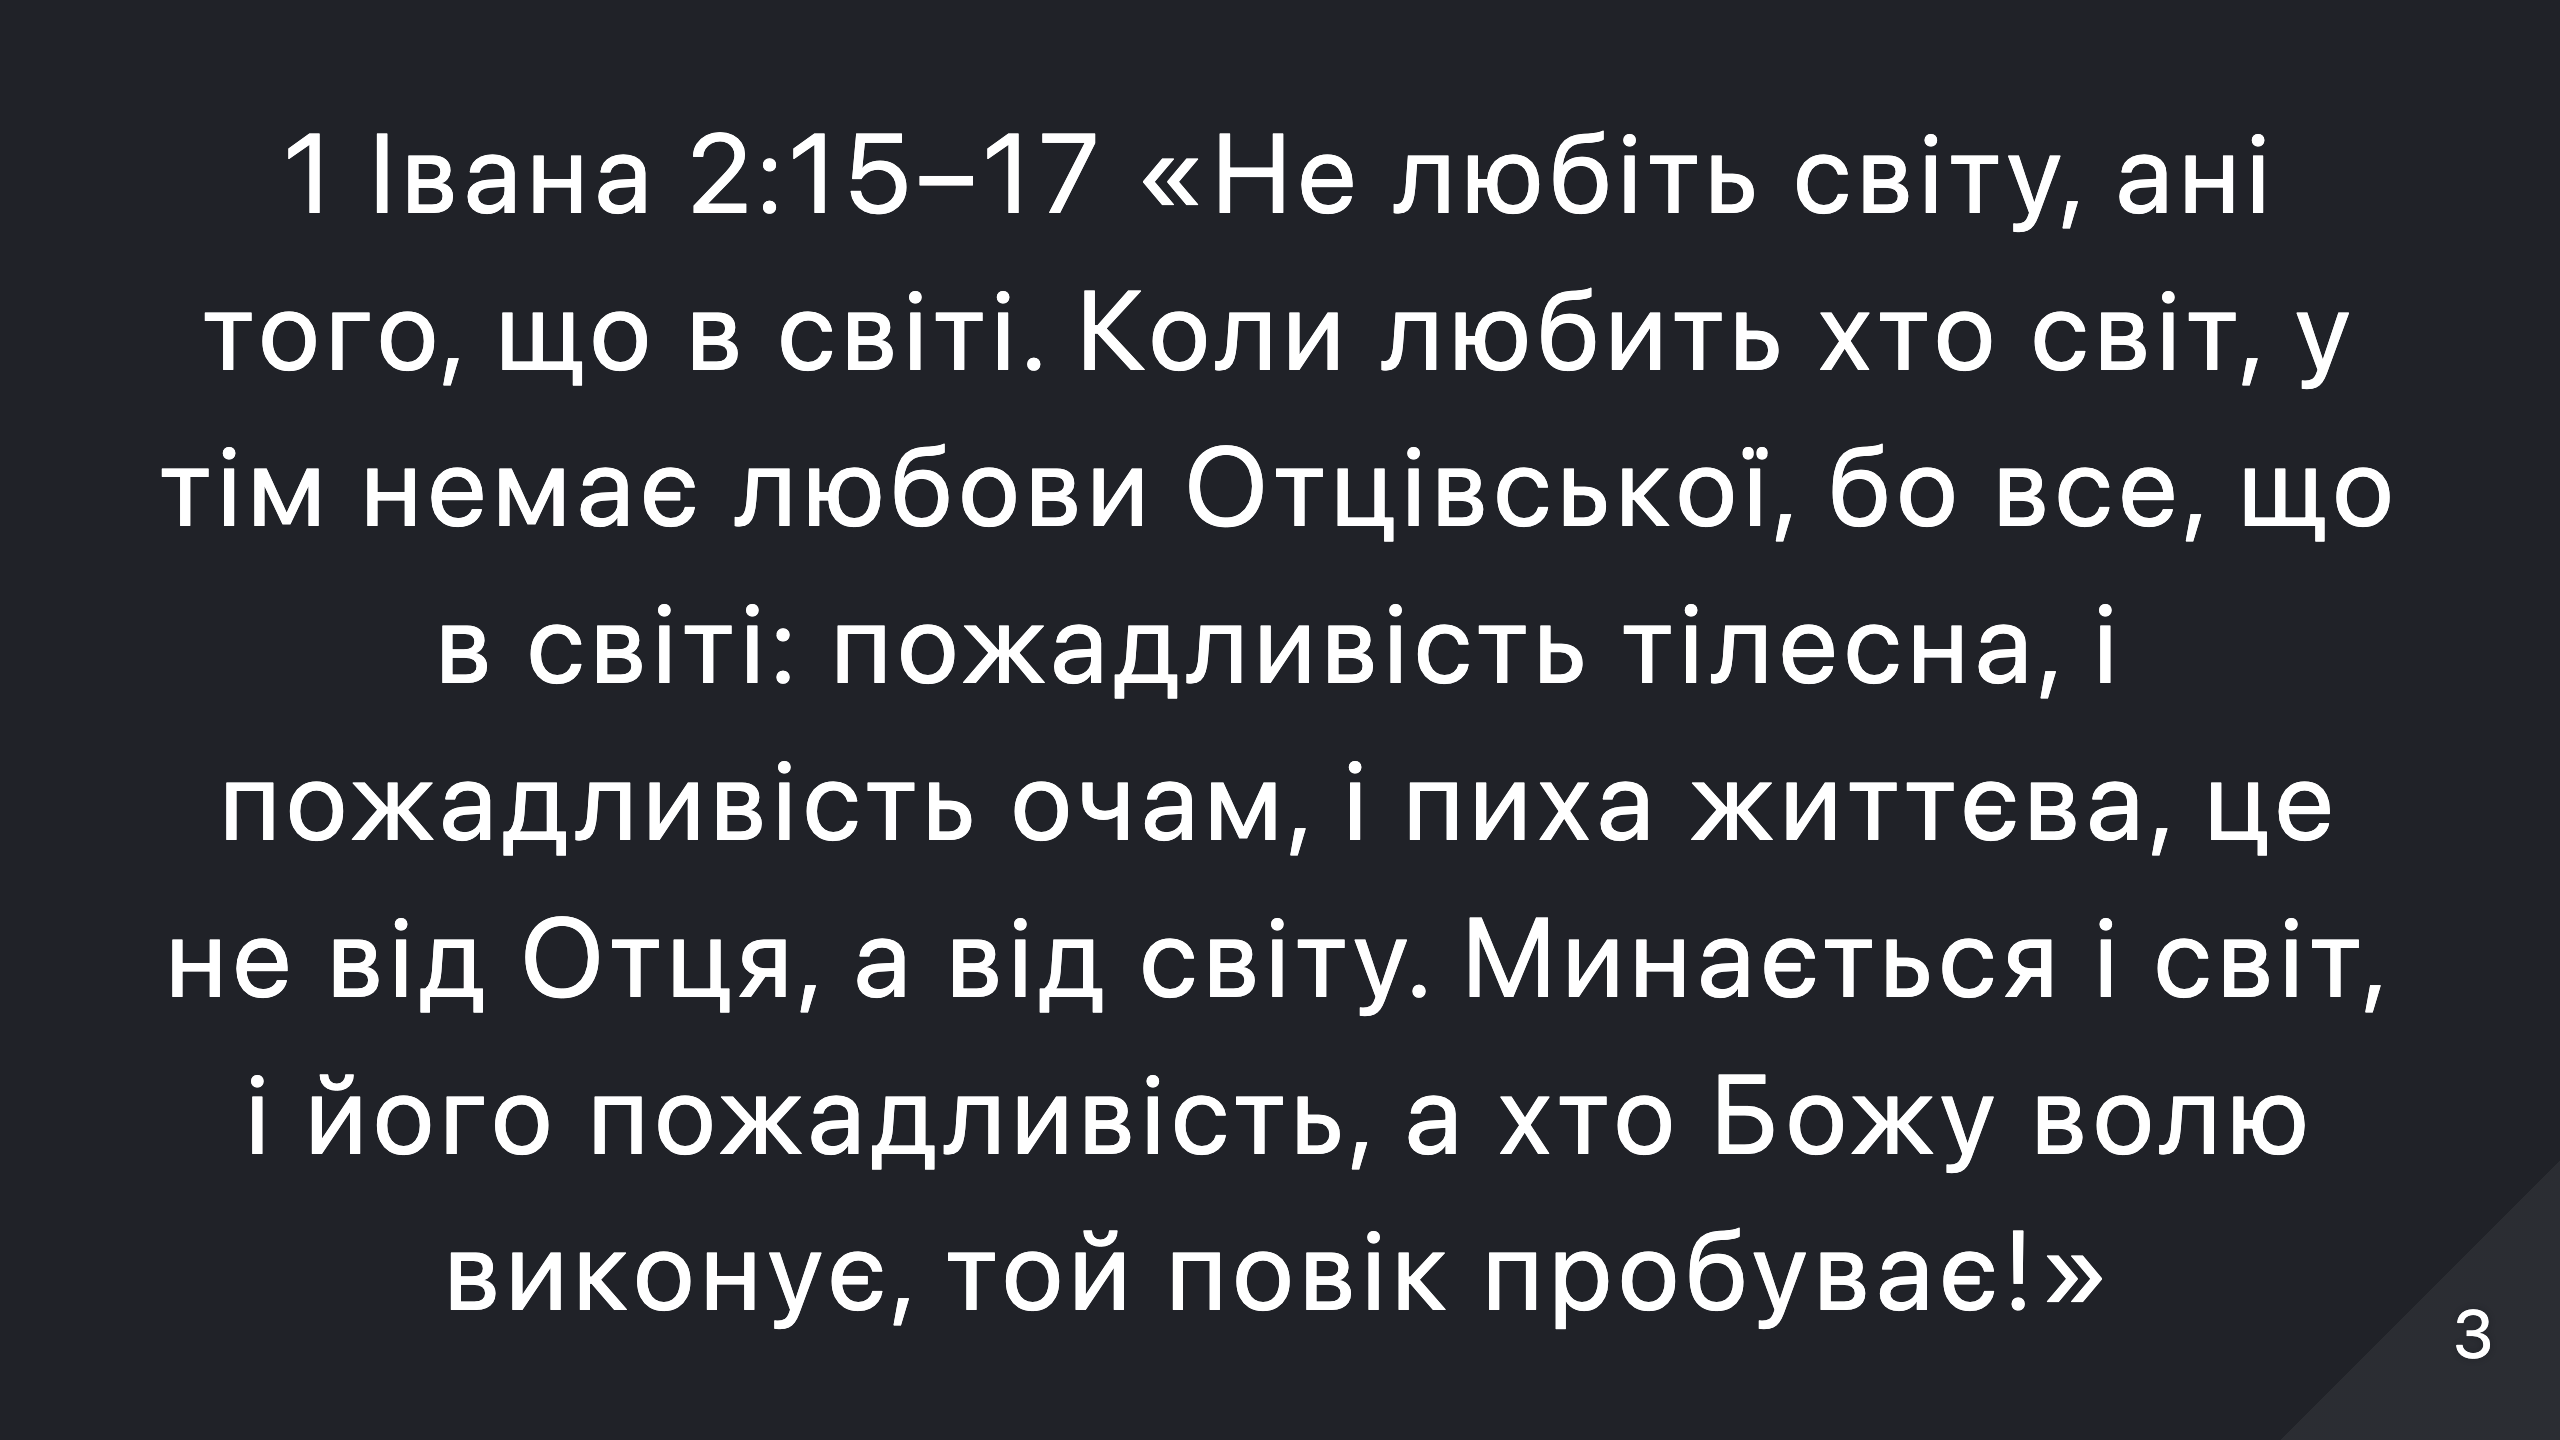 1 Івана 2:15–17 «Не любіть світу, ані
того, що в світі. Коли любить хто світ, у
тім немає любови Отцівської, бо все, що
в світі: пожадливість тілесна, і
пожадливість очам, і пиха життєва, це
не від Отця, а від світу. Минається і світ,
і його пожадливість, а хто Божу волю
виконує, той повік пробуває!»
3